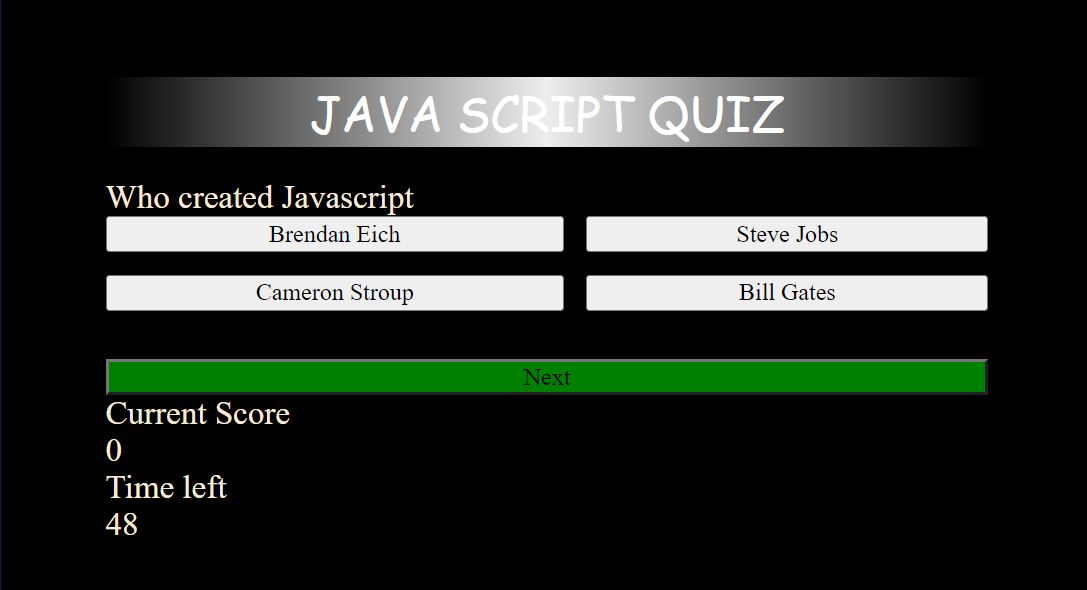 JAVA SCRIPT QUIZ
Who created Javascript
Brendan Eich
Steve Jobs
Cameron Stroup
Bill Gates
Next
Current Score
0
Time left
48